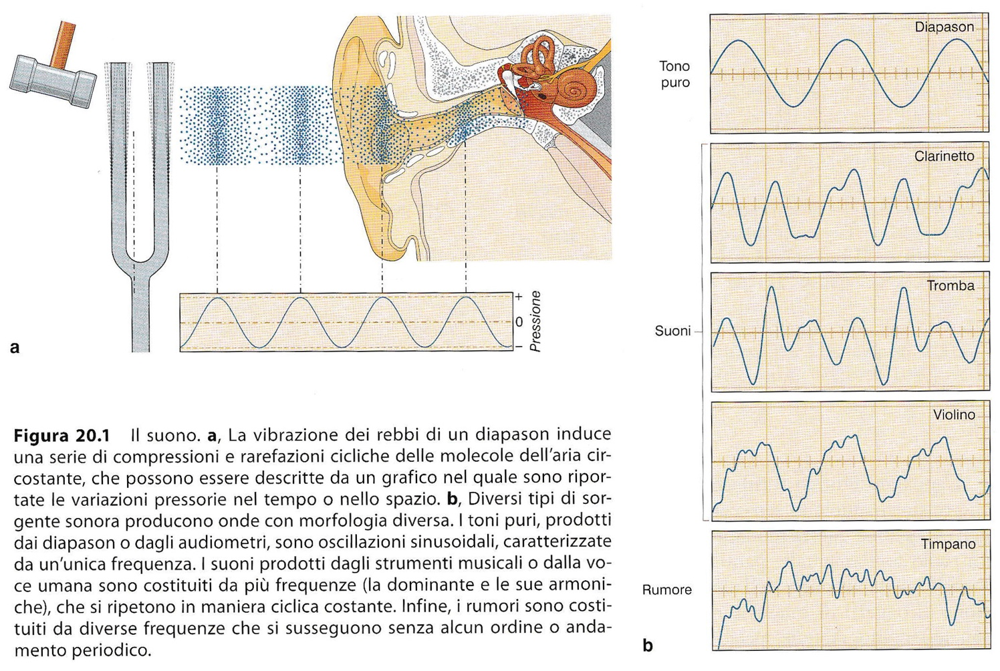 Pressione
+
0
−
a
Figura 20.1 Il suono. a, La vibrazione dei rebbi di un diapason induce
una serie di compressioni e rarefazioni cicliche delle molecole dell'aria cir-
costante, che possono essere descritte da un grafico nel quale sono ripor-
tate le variazioni pressorie nel tempo o nello spazio. b, Diversi tipi di sor-
gente sonora producono onde con morfologia diversa. I toni puri, prodotti
dai diapason o dagli audiometri, sono oscillazioni sinusoidali, caratterizzate
da un'unica frequenza. I suoni prodotti dagli strumenti musicali o dalla vo-
ce umana sono costituiti da più frequenze (la dominante e le sue armoni-
che), che si ripetono in maniera ciclica costante. Infine, i rumori sono costi-
tuiti da diverse frequenze che si susseguono senza alcun ordine o anda-
mento periodico.
Diapason
Tono
puro
Clarinetto
Tromba
Suoni
Violino
Timpano
Rumore
b